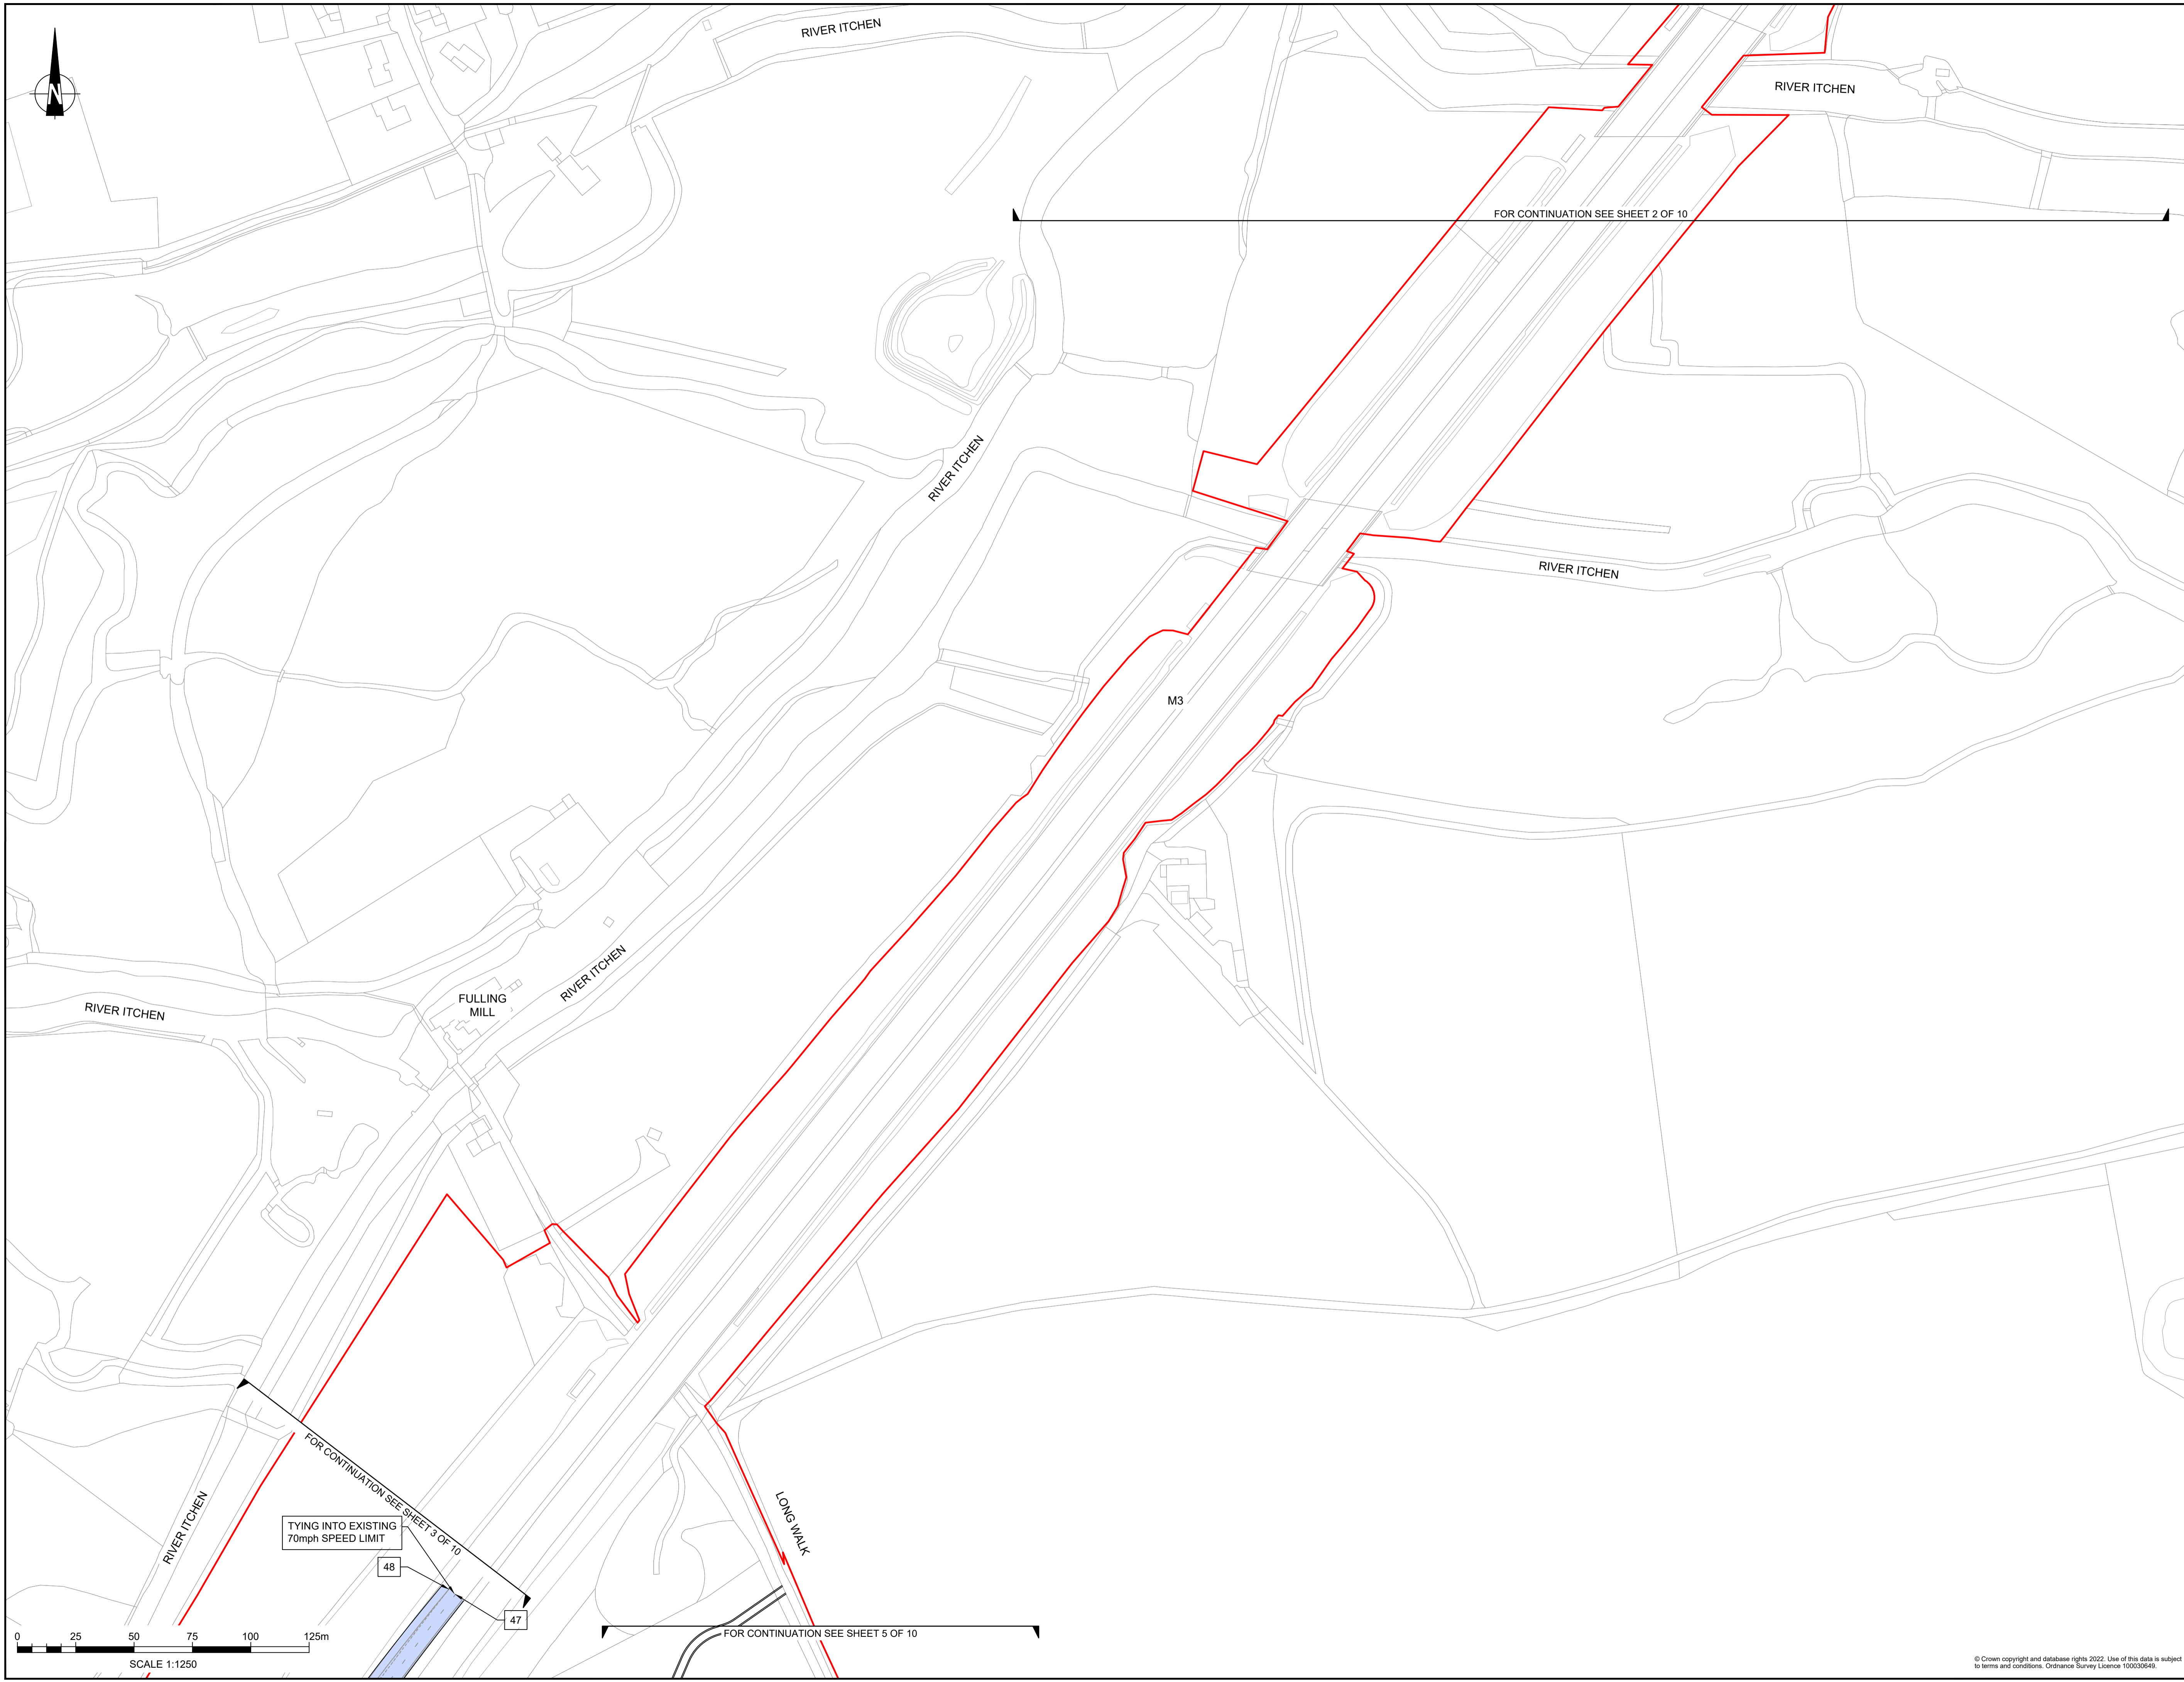 RIVER ITCHEN
N
RIVER ITCHEN
FOR CONTINUATION SEE SHEET 2 OF 10
RIVER ITCHEN
RIVER ITCHEN
M3
RIVER ITCHEN
FULLING
MILL
RIVER ITCHEN
FOR CONTINUATION SEE SHEET 3 OF 10
RIVER ITCHEN
LONG WALK
TYING INTO EXISTING
70mph SPEED LIMIT
48
47
FOR CONTINUATION SEE SHEET 5 OF 10
0 25 50 75 100 125m
SCALE 1:1250
© Crown copyright and database rights 2022. Use of this data is subject
to terms and conditions. Ordnance Survey Licence 100030649.